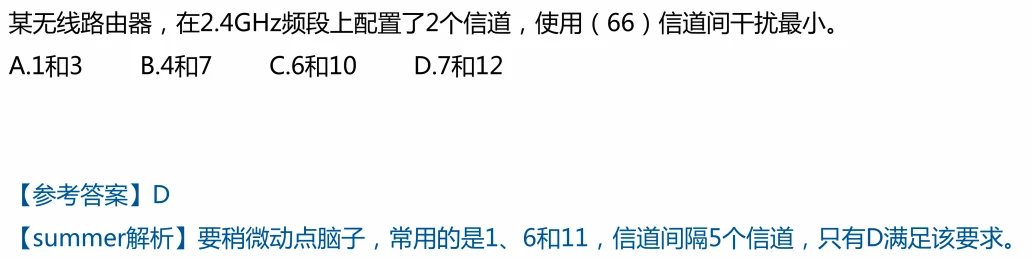 某无线路由器，在2.4GHz频段上配置了2个信道，使用（66）信道间干扰最小。
A.1和3 B.4和7 C.6和10 D.7和12
【参考答案】D
【summer解析】要稍微动点脑子，常用的是1、6和11，信道间隔5个信道，只有D满足该要求。